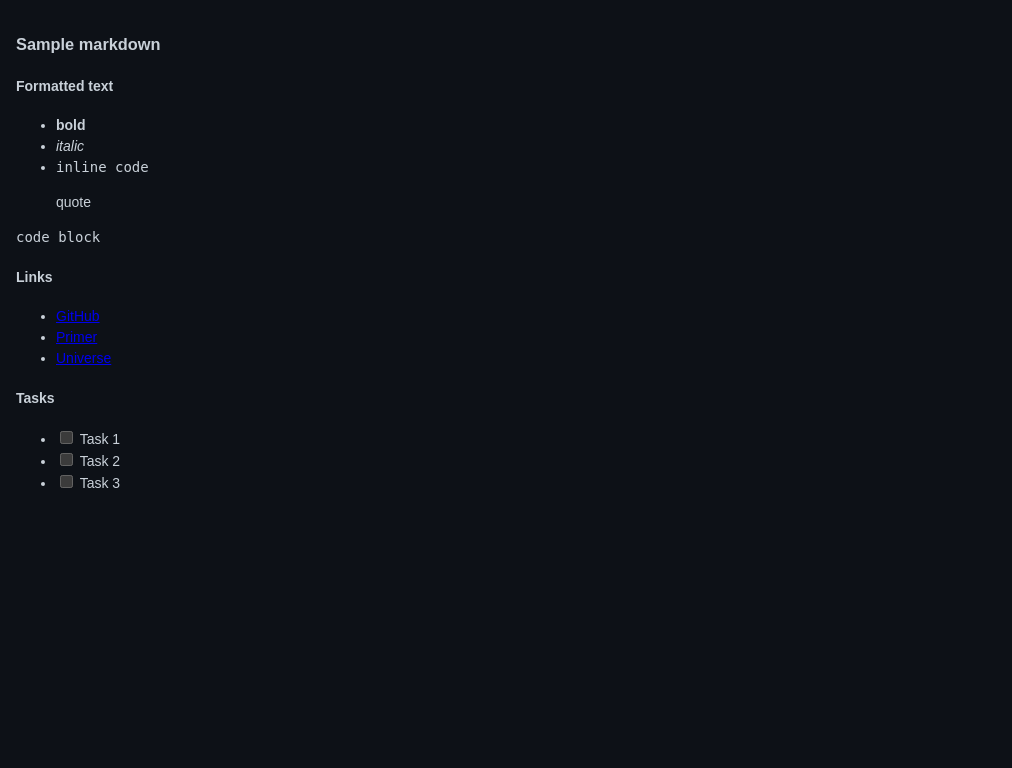 Sample markdown
Formatted text
bold
italic
inline code
quote
code block
Links
GitHub
Primer
Universe
Tasks
Task 1
Task 2
Task 3